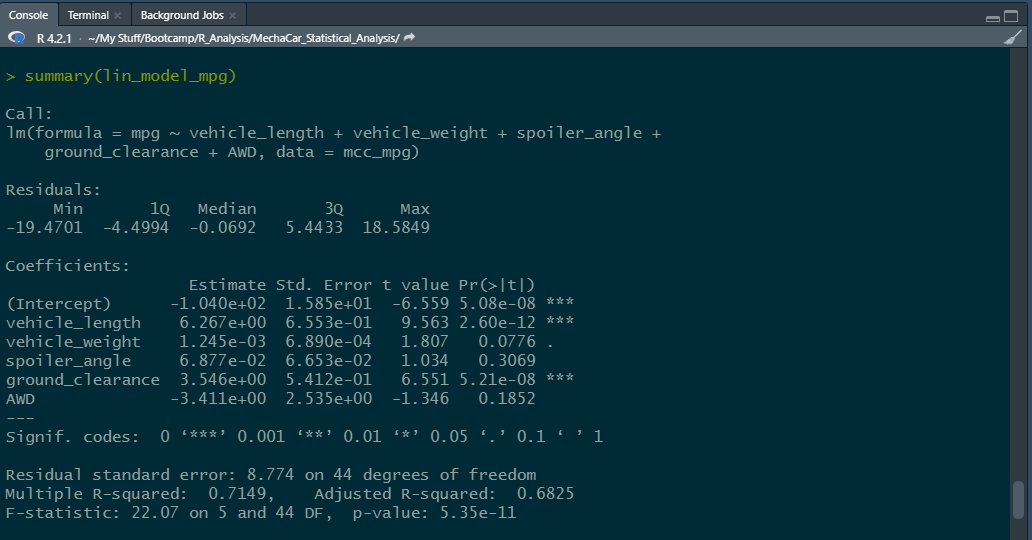 Console Terminal × Background Jobs ×
R 4.2.1 · ~/My Stuff/Bootcamp/R_Analysis/MechaCar_Statistical_Analysis/
> summary(lin_model_mpg)
Call:
lm(formula = mpg ~ vehicle_length + vehicle_weight + spoiler_angle +
    ground_clearance + AWD, data = mcc_mpg)
Residuals:
     Min       1Q   Median       3Q      Max
-19.4701  -4.4994  -0.0692   5.4433  18.5849
Coefficients:
                   Estimate Std. Error t value Pr(>|t|)
(Intercept)      -1.040e+02  1.585e+01  -6.559 5.08e-08 ***
vehicle_length    6.267e+00  6.553e-01   9.563 2.60e-12 ***
vehicle_weight    1.245e-03  6.890e-04   1.807   0.0776 .
spoiler_angle     6.877e-02  6.653e-02   1.034   0.3069
ground_clearance  3.546e+00  5.412e-01   6.551 5.21e-08 ***
AWD              -3.411e+00  2.535e+00  -1.346   0.1852
---
Signif. codes:  0 ‘***’ 0.001 ‘**’ 0.01 ‘*’ 0.05 ‘.’ 0.1 ‘ ’ 1
Residual standard error: 8.774 on 44 degrees of freedom
Multiple R-squared:  0.7149,    Adjusted R-squared:  0.6825
F-statistic: 22.07 on 5 and 44 DF,  p-value: 5.35e-11